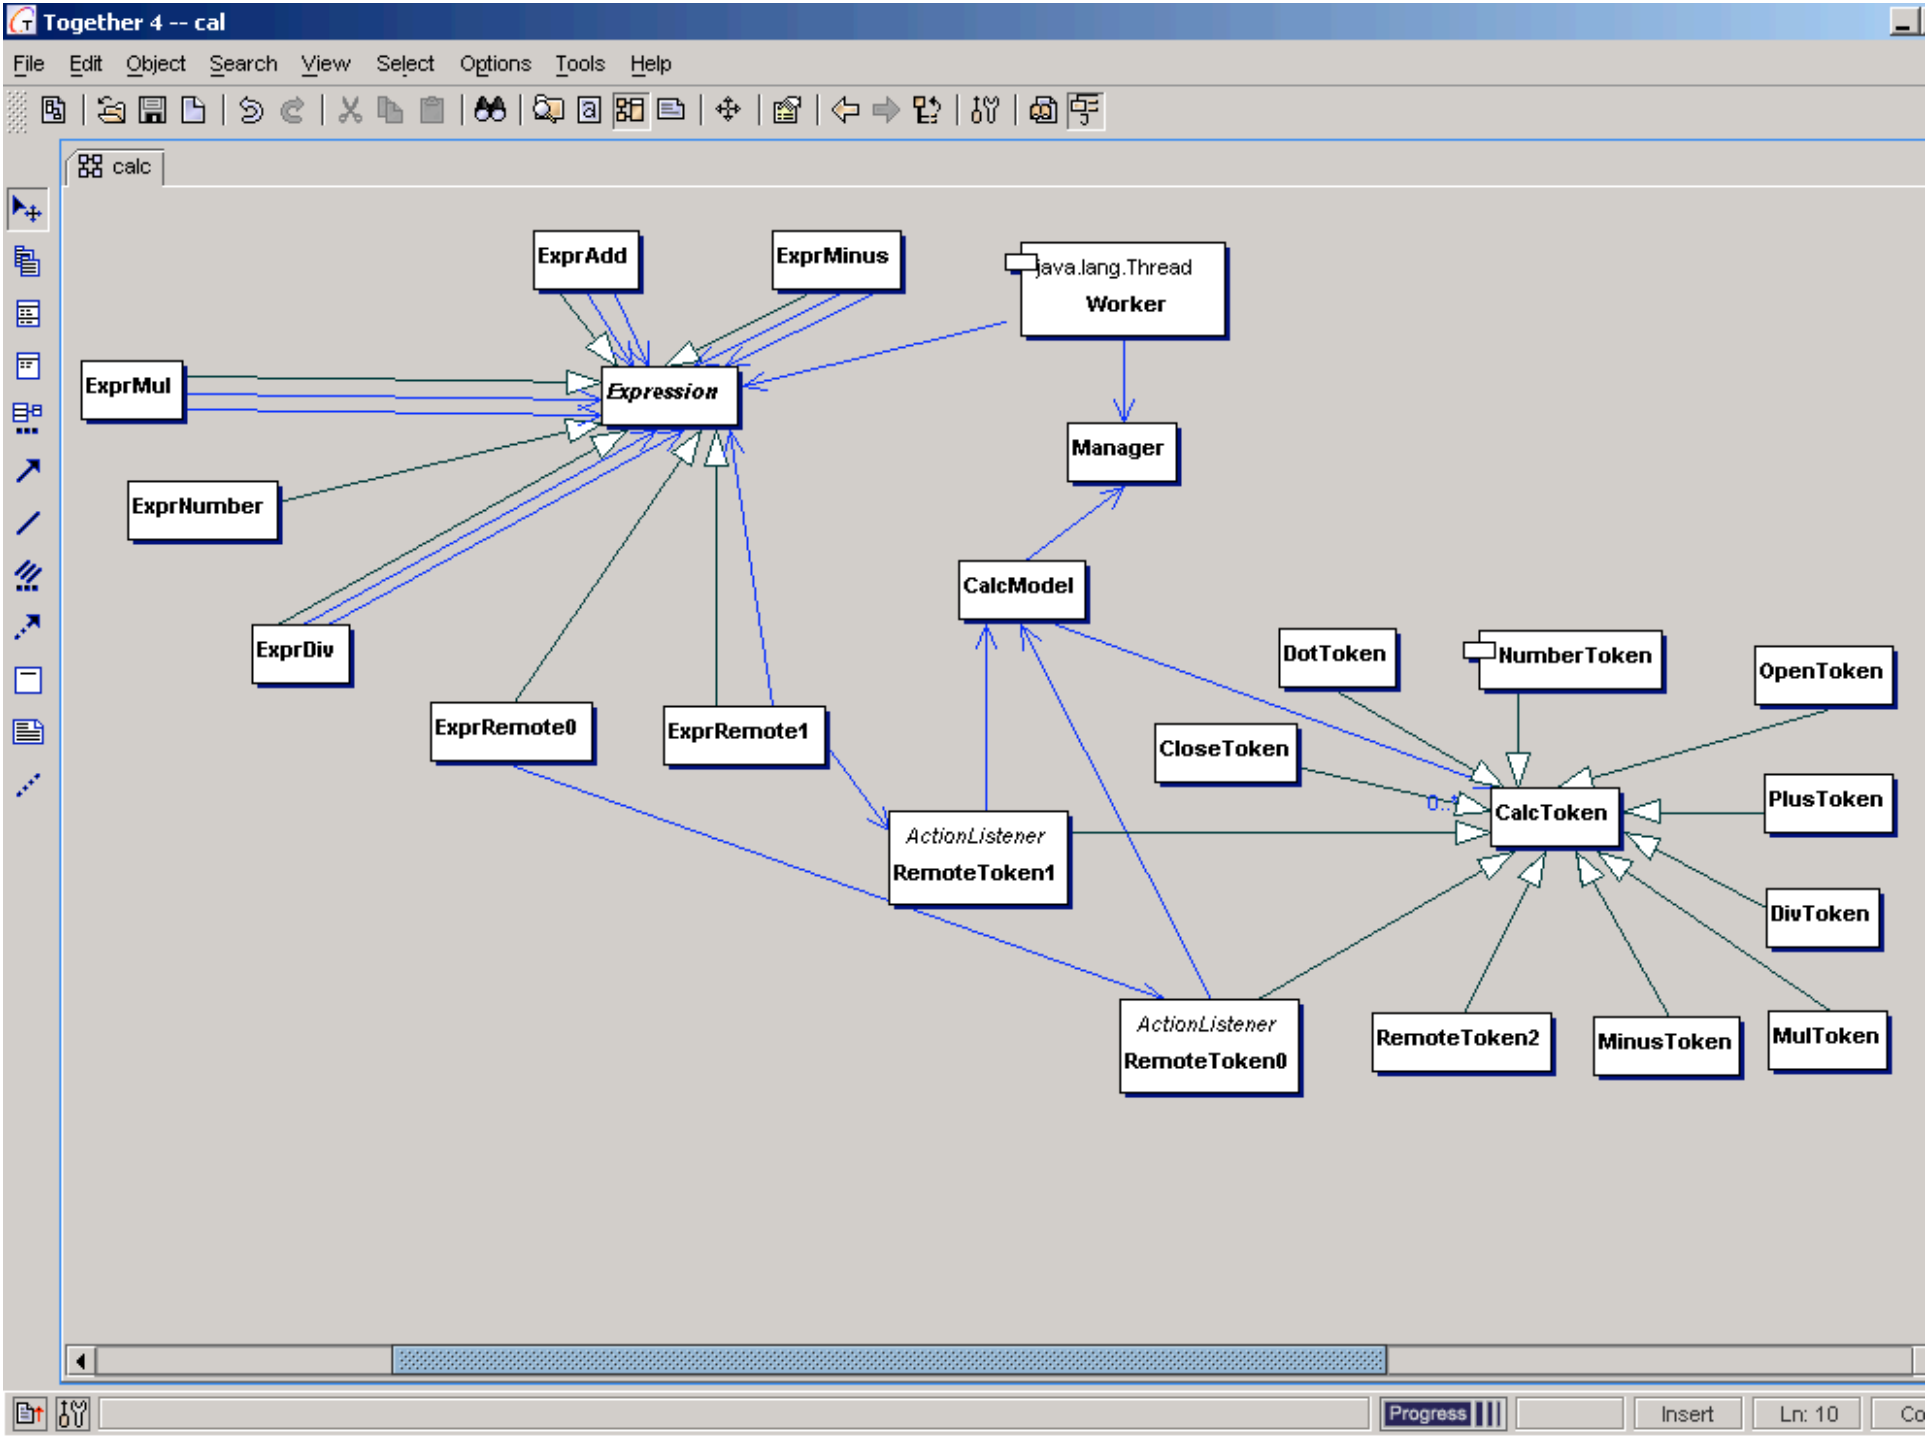 Together 4 -- cal
File Edit Object Search View Select Options Tools Help
calc
ExprAdd
ExprMinus
java.lang.Thread
Worker
ExprMul
Expression
Manager
ExprNumber
CalcModel
ExprDiv
DotToken
NumberToken
OpenToken
ExprRemote0
ExprRemote1
CloseToken
PlusToken
0..*
CalcToken
ActionListener
RemoteToken1
DivToken
ActionListener
RemoteToken0
RemoteToken2
MinusToken
MulToken
Progress
Insert
Ln: 10
Co